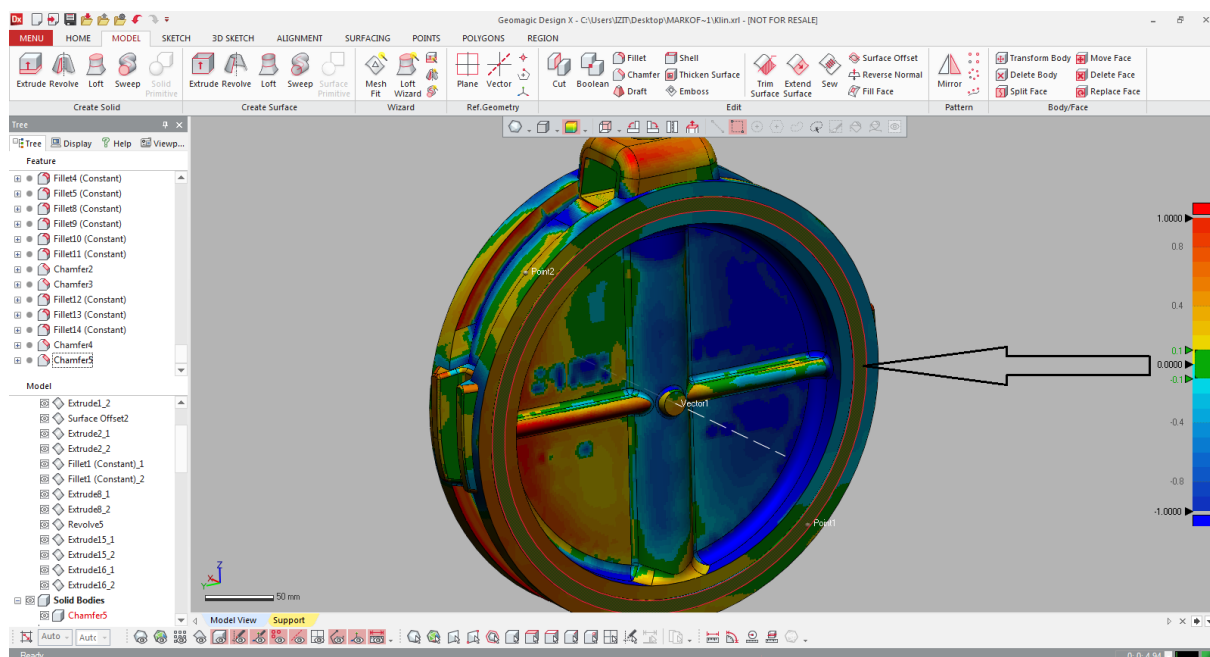 Geomagic Design X - C:\Users\IZIT\Desktop\MARKOF~1\Klin.xrl - [NOT FOR RESALE]
MENU HOME MODEL SKETCH 3D SKETCH ALIGNMENT SURFACING POINTS POLYGONS REGION
Extrude Revolve Loft Sweep Solid Primitive
Create Solid
Extrude Revolve Loft Sweep Surface Primitive
Create Surface
Mesh Fit Loft Wizard
Wizard
Plane Vector
Ref.Geometry
Cut Boolean
Fillet Shell
Chamfer Thicken Surface
Draft Emboss
Trim Surface Extend Surface Sew
Surface Offset
Reverse Normal
Fill Face
Edit
Mirror
Pattern
Transform Body Move Face
Delete Body Delete Face
Split Face Replace Face
Body/Face
Tree
Tree Display Help Viewp...
Feature
Fillet4 (Constant)
Fillet5 (Constant)
Fillet8 (Constant)
Fillet9 (Constant)
Fillet10 (Constant)
Fillet11 (Constant)
Chamfer2
Chamfer3
Fillet12 (Constant)
Fillet13 (Constant)
Fillet14 (Constant)
Chamfer4
Chamfer5
Model
Extrude1_2
Surface Offset2
Extrude2_1
Extrude2_2
Fillet1 (Constant)_1
Fillet1 (Constant)_2
Extrude8_1
Extrude8_2
Revolve5
Extrude15_1
Extrude15_2
Extrude16_1
Extrude16_2
Solid Bodies
Chamfer5
Point2
Vector1
Point1
1.0000
0.8
0.4
0.1
0.0000
-0.1
-0.4
-0.8
-1.0000
Z
X
Y
50 mm
Model View Support
Auto Autc
Ready
0: 0: 4.94